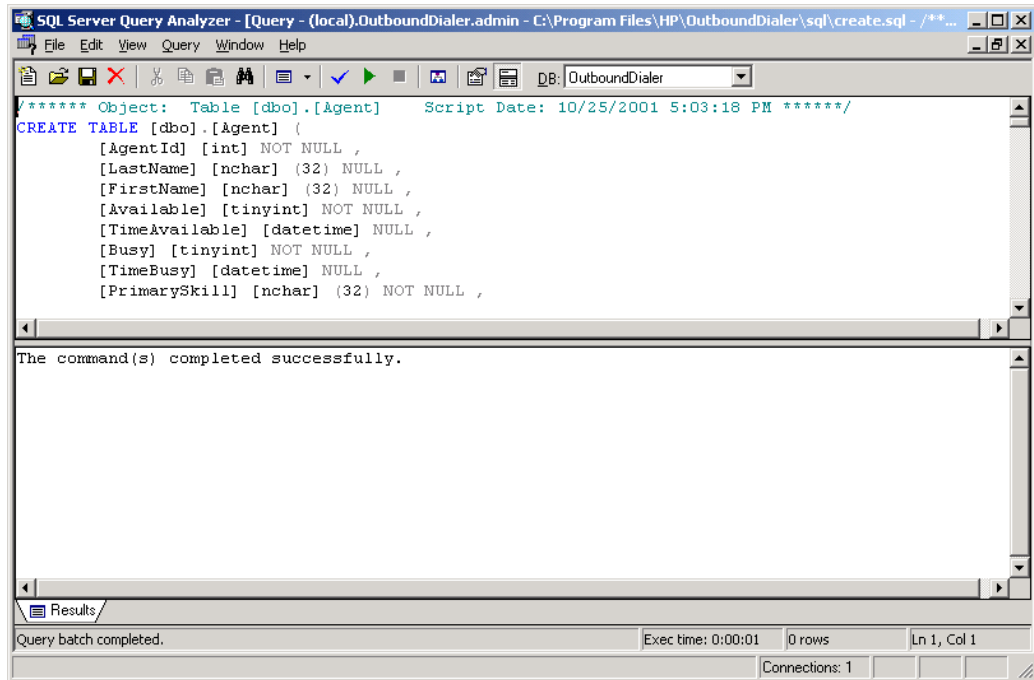 SQL Server Query Analyzer - [Query - (local).OutboundDialer.admin - C:\Program Files\HP\OutboundDialer\sql\create.sql - /**...
File Edit View Query Window Help
DB: OutboundDialer
/****** Object:  Table [dbo].[Agent]    Script Date: 10/25/2001 5:03:18 PM ******/
CREATE TABLE [dbo].[Agent] (
[AgentId] [int] NOT NULL ,
[LastName] [nchar] (32) NULL ,
[FirstName] [nchar] (32) NULL ,
[Available] [tinyint] NOT NULL ,
[TimeAvailable] [datetime] NULL ,
[Busy] [tinyint] NOT NULL ,
[TimeBusy] [datetime] NULL ,
[PrimarySkill] [nchar] (32) NOT NULL ,
The command(s) completed successfully.
Results
Query batch completed. Exec time: 0:00:01 0 rows Ln 1, Col 1
Connections: 1